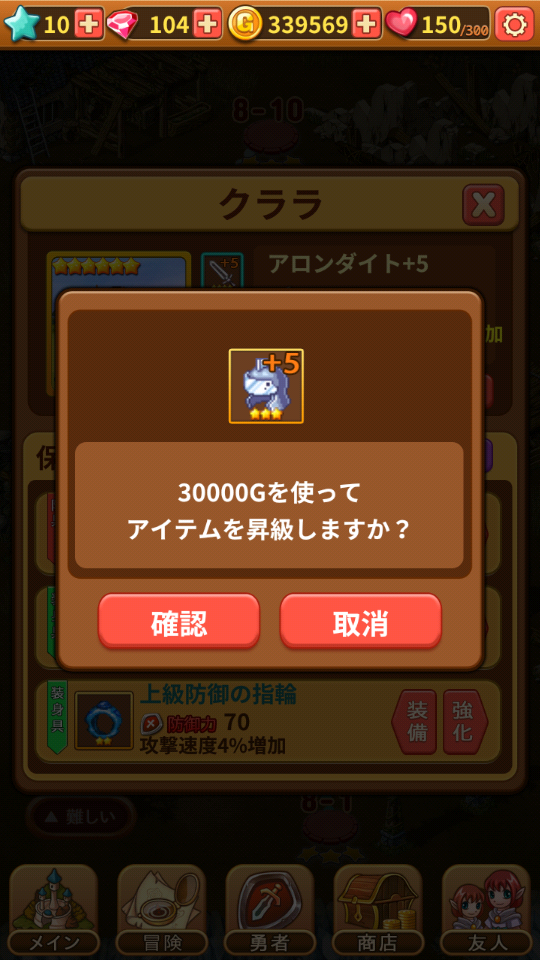 10
104
G 339569
150/300
8-10
クララ
+5
アロンダイト+5
加
保
+5
30000Gを使って
アイテムを昇級しますか？
確認
取消
装身具
上級防御の指輪
防御力 70
攻撃速度4%増加
装備
強化
8-1
▲ 難しい
メイン
冒険
勇者
商店
友人